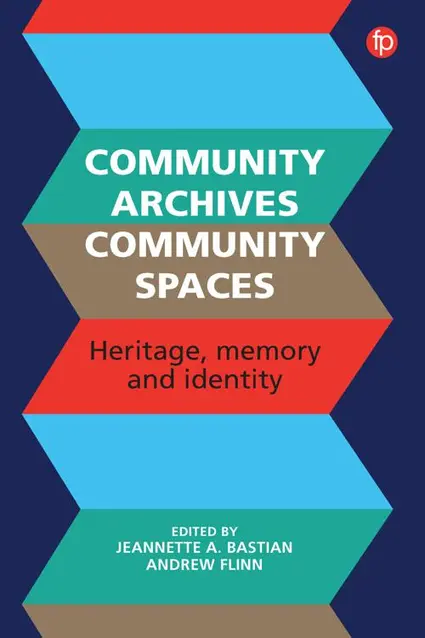 fp
COMMUNITY
ARCHIVES
COMMUNITY
SPACES
Heritage, memory
and identity
EDITED BY
JEANNETTE A. BASTIAN
ANDREW FLINN